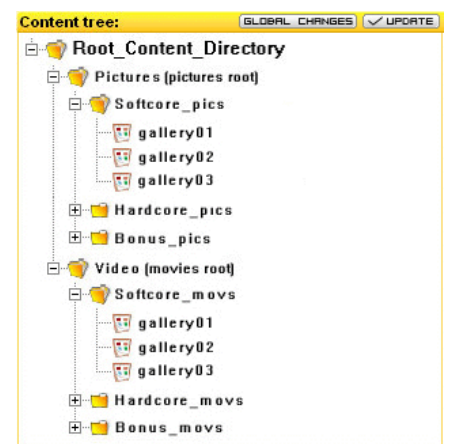 Content tree: GLOBAL CHANGES UPDATE
Root_Content_Directory
Pictures (pictures root)
Softcore_pics
gallery01
gallery02
gallery03
Hardcore_pics
Bonus_pics
Video (movies root)
Softcore_movs
gallery01
gallery02
gallery03
Hardcore_movs
Bonus_movs